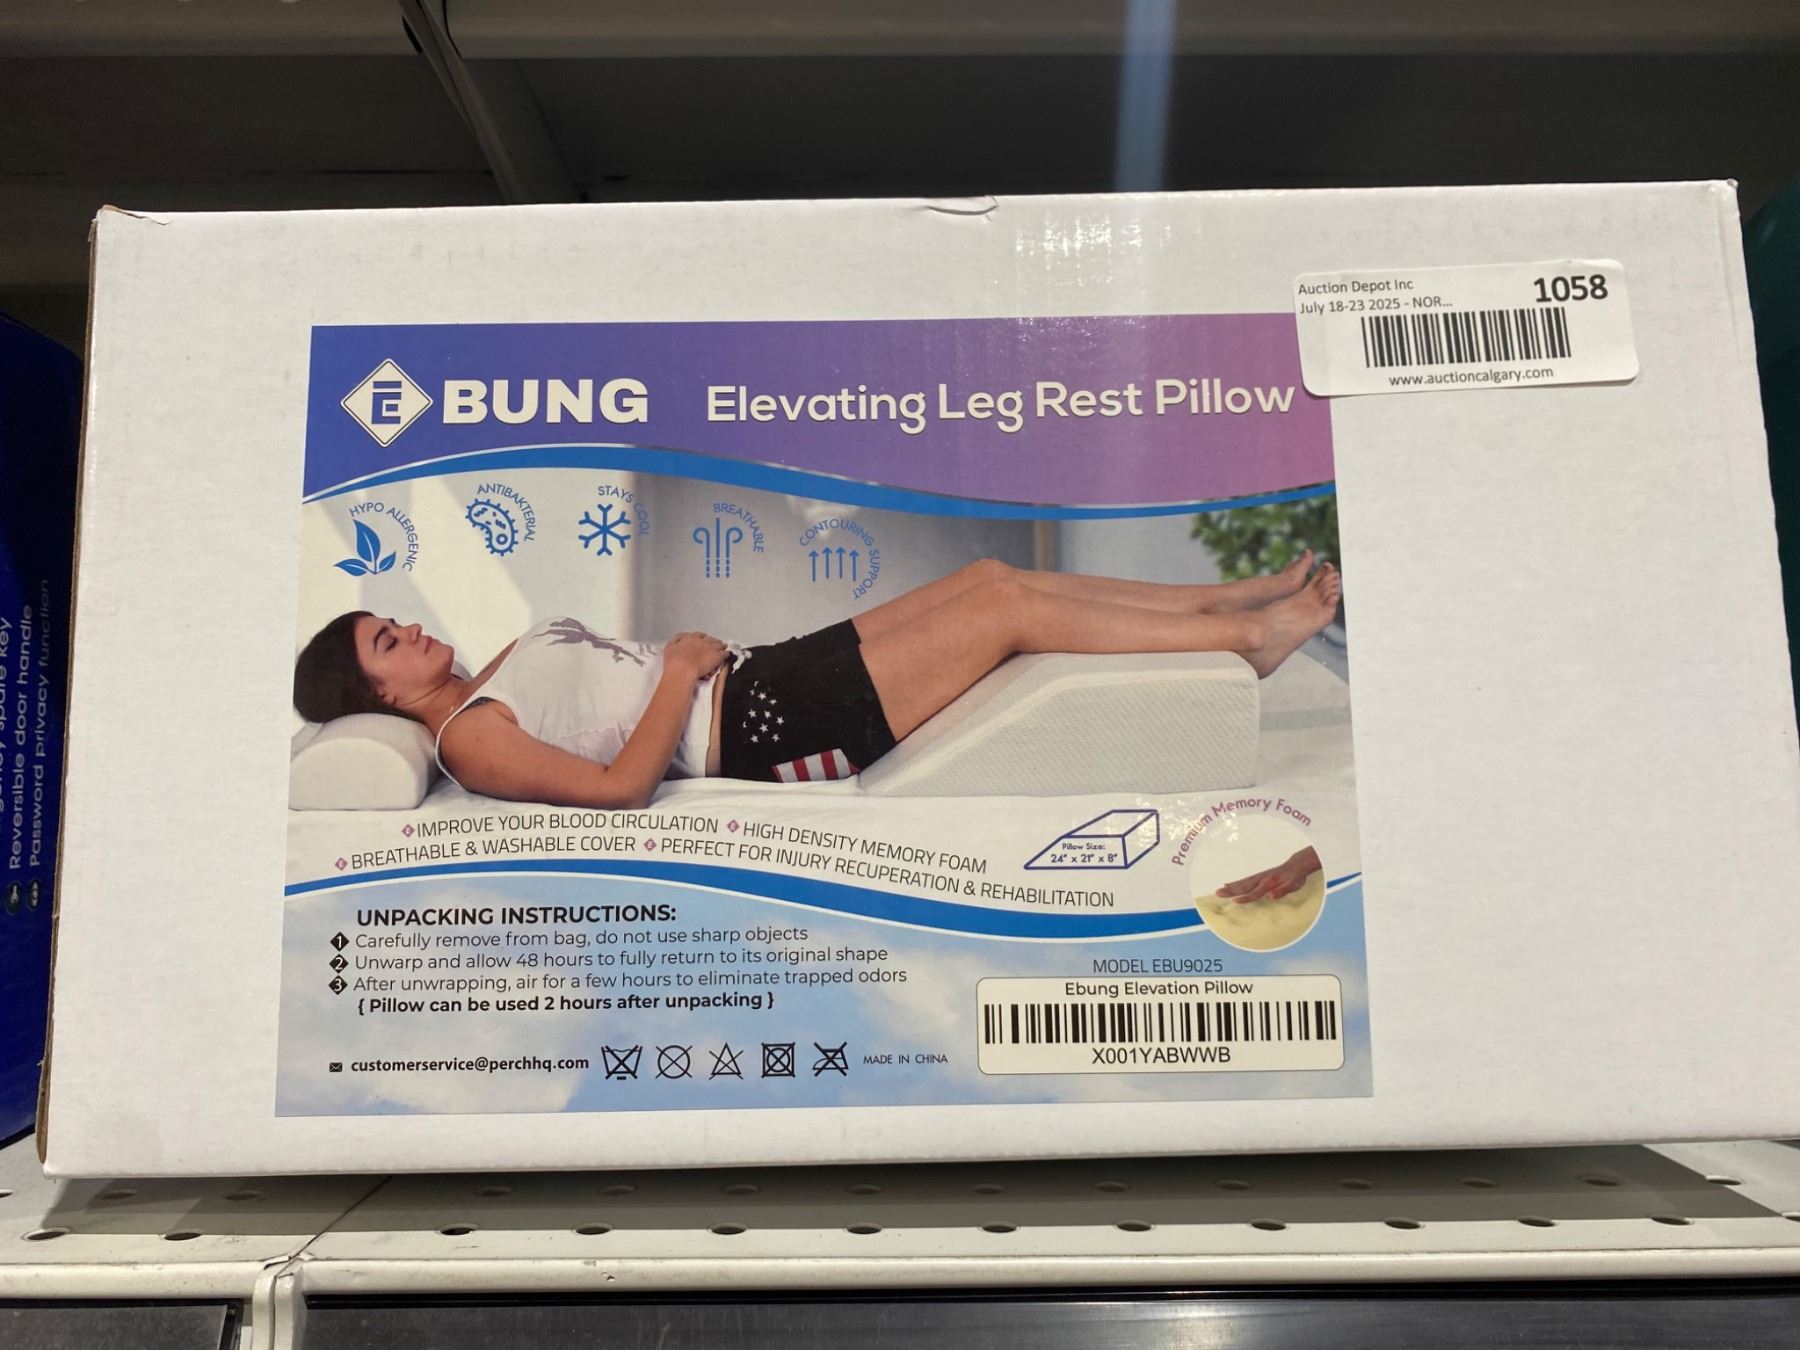 Auction Depot Inc
1058
July 18-23 2025 - NOR...
www.auctioncalgary.com
E BUNG
Elevating Leg Rest Pillow
HYPO ALLERGENIC
ANTIBAKTERIAL
STAYS COOL
BREATHABLE
CONTOURING SUPPORT
IMPROVE YOUR BLOOD CIRCULATION
HIGH DENSITY MEMORY FOAM
BREATHABLE & WASHABLE COVER
PERFECT FOR INJURY RECUPERATION & REHABILITATION
Pillow Size:
24" x 21" x 8"
Premium Memory Foam
UNPACKING INSTRUCTIONS:
1 Carefully remove from bag, do not use sharp objects
2 Unwarp and allow 48 hours to fully return to its original shape
3 After unwrapping, air for a few hours to eliminate trapped odors
{ Pillow can be used 2 hours after unpacking }
customerservice@perchhq.com
MADE IN CHINA
MODEL EBU9025
Ebung Elevation Pillow
X001YABWWB
spare key
Reversible door handle
Password privacy function